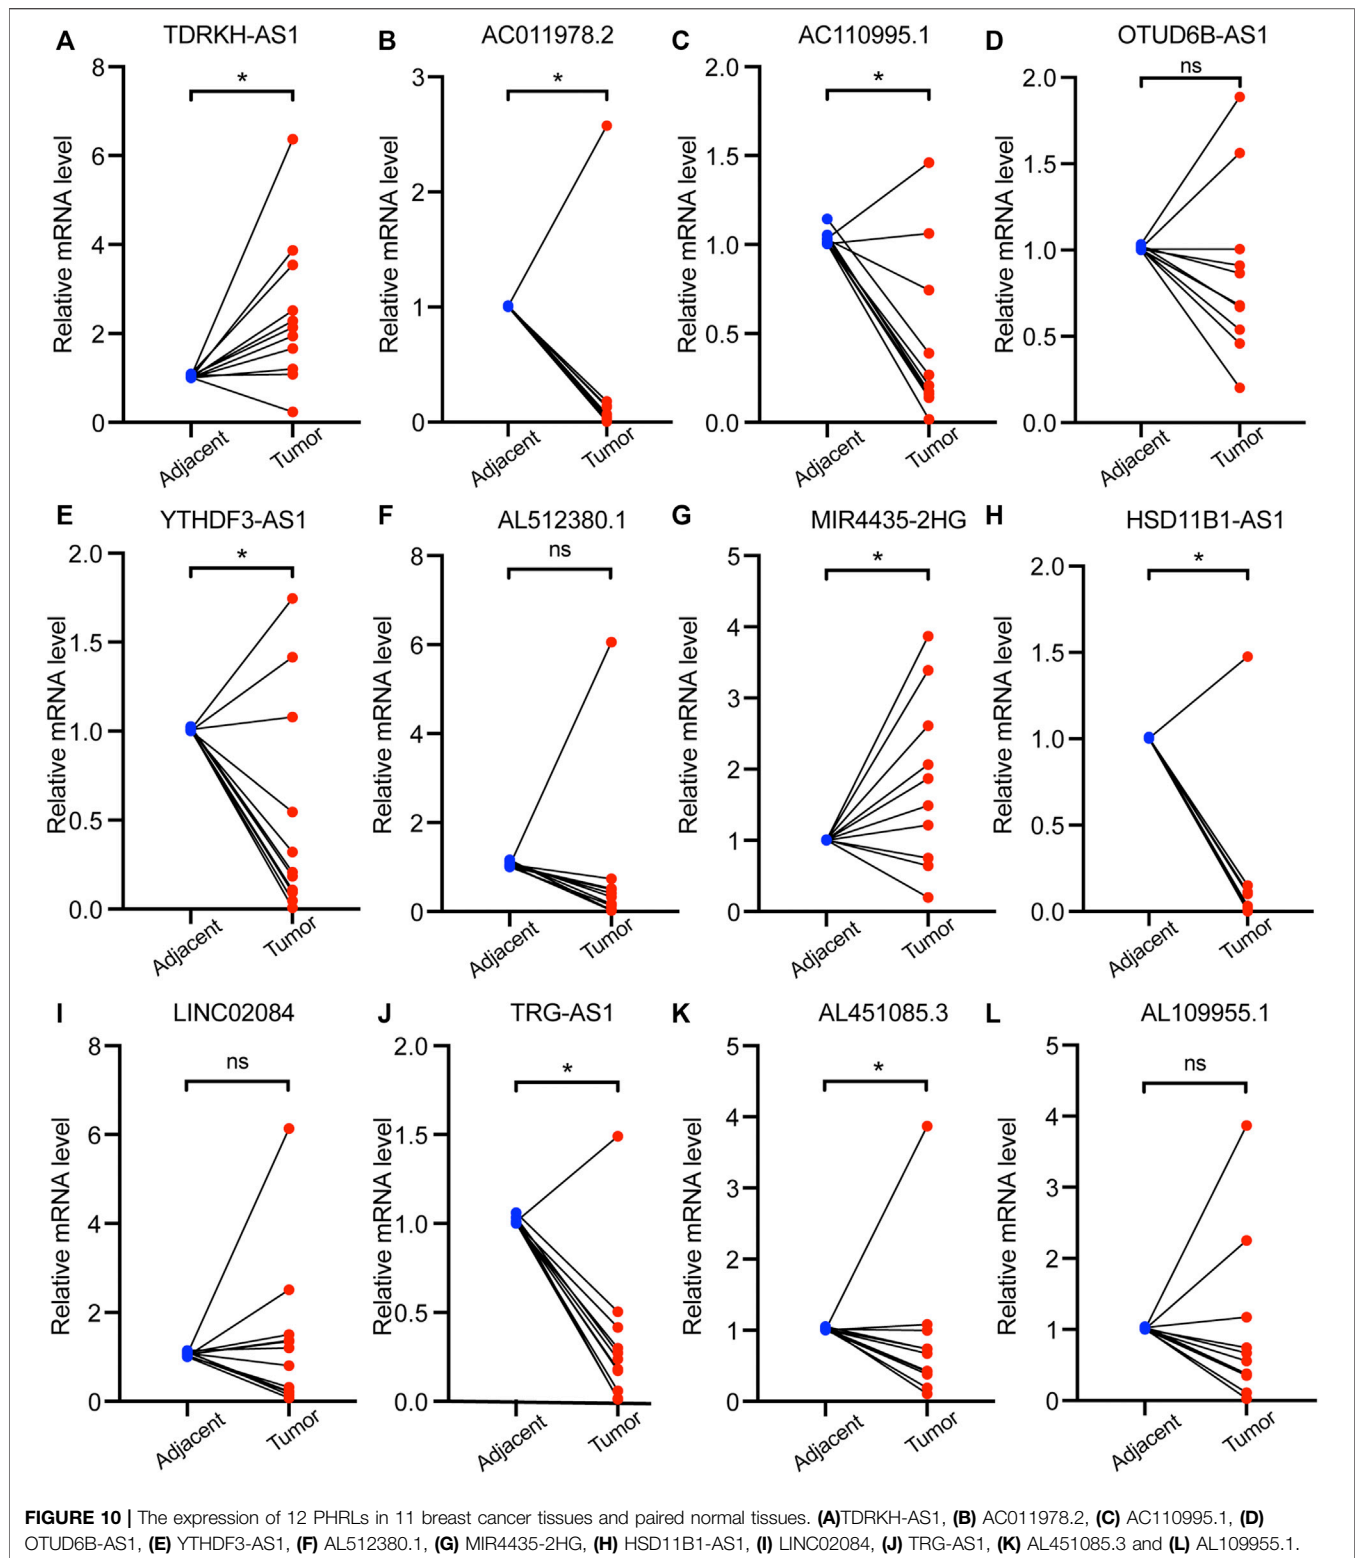 A TDRKH-AS1
*
Relative mRNA level
8
6
4
2
0
Adjacent
Tumor
B AC011978.2
*
Relative mRNA level
3
2
1
0
Adjacent
Tumor
C AC110995.1
*
Relative mRNA level
2.0
1.5
1.0
0.5
0.0
Adjacent
Tumor
D OTUD6B-AS1
ns
Relative mRNA level
2.0
1.5
1.0
0.5
0.0
Adjacent
Tumor
E YTHDF3-AS1
*
Relative mRNA level
2.0
1.5
1.0
0.5
0.0
Adjacent
Tumor
F AL512380.1
ns
Relative mRNA level
8
6
4
2
0
Adjacent
Tumor
G MIR4435-2HG
*
Relative mRNA level
5
4
3
2
1
0
Adjacent
Tumor
H HSD11B1-AS1
*
Relative mRNA level
2.0
1.5
1.0
0.5
0.0
Adjacent
Tumor
I LINC02084
ns
Relative mRNA level
8
6
4
2
0
Adjacent
Tumor
J TRG-AS1
*
Relative mRNA level
2.0
1.5
1.0
0.5
0.0
Adjacent
Tumor
K AL451085.3
*
Relative mRNA level
5
4
3
2
1
0
Adjacent
Tumor
L AL109955.1
ns
Relative mRNA level
5
4
3
2
1
0
Adjacent
Tumor
FIGURE 10 | The expression of 12 PHRLs in 11 breast cancer tissues and paired normal tissues. (A)TDRKH-AS1, (B) AC011978.2, (C) AC110995.1, (D)
OTUD6B-AS1, (E) YTHDF3-AS1, (F) AL512380.1, (G) MIR4435-2HG, (H) HSD11B1-AS1, (I) LINC02084, (J) TRG-AS1, (K) AL451085.3 and (L) AL109955.1.